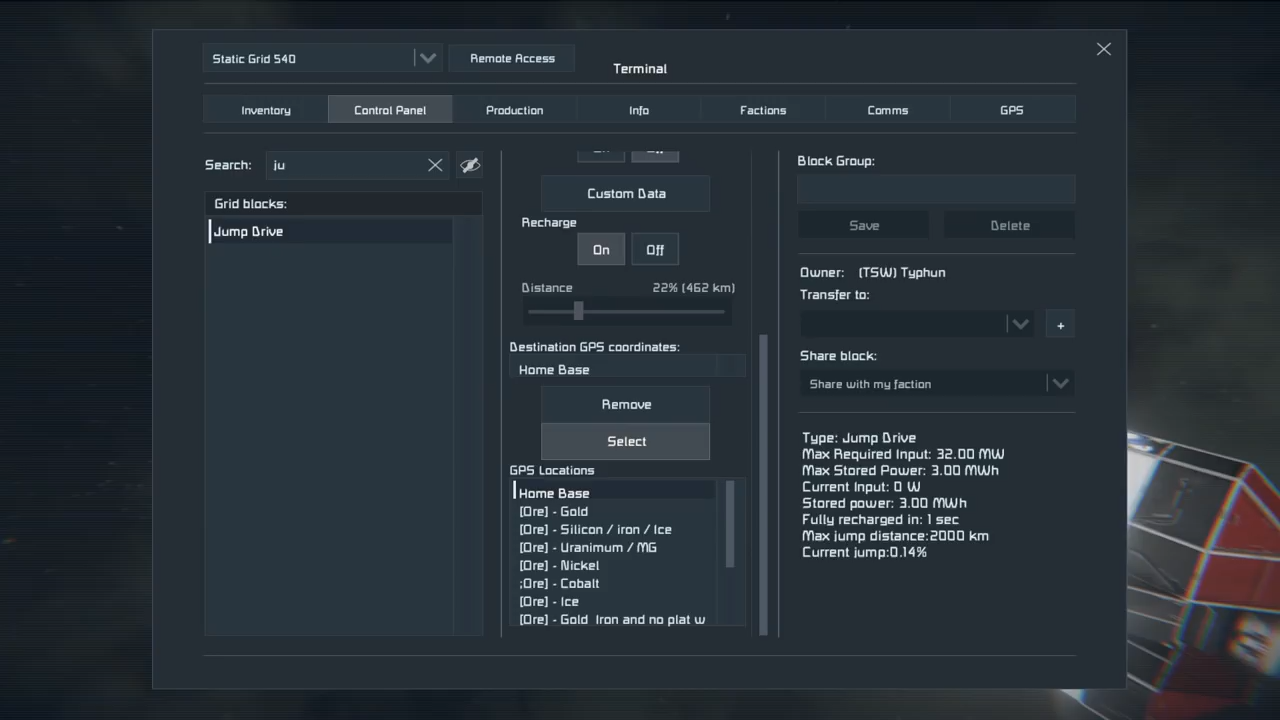 Static Grid 540
Remote Access
Terminal
Inventory
Control Panel
Production
Info
Factions
Comms
GPS
Search:
ju
Grid blocks:
Jump Drive
Custom Data
Recharge
On
Off
Distance
22% (462 km)
Destination GPS coordinates:
Home Base
Remove
Select
GPS Locations
Home Base
[Ore] - Gold
[Ore] - Silicon / iron / Ice
[Ore] - Uranimum / MG
[Ore] - Nickel
;Ore] - Cobalt
[Ore] - Ice
[Ore] - Gold Iron and no plat w
Block Group:
Save
Delete
Owner: (TSW) Typhun
Transfer to:
+
Share block:
Share with my faction
Type: Jump Drive
Max Required Input: 32.00 MW
Max Stored Power: 3.00 MWh
Current Input: 0 W
Stored power: 3.00 MWh
Fully recharged in: 1 sec
Max jump distance:2000 km
Current jump:0.14%